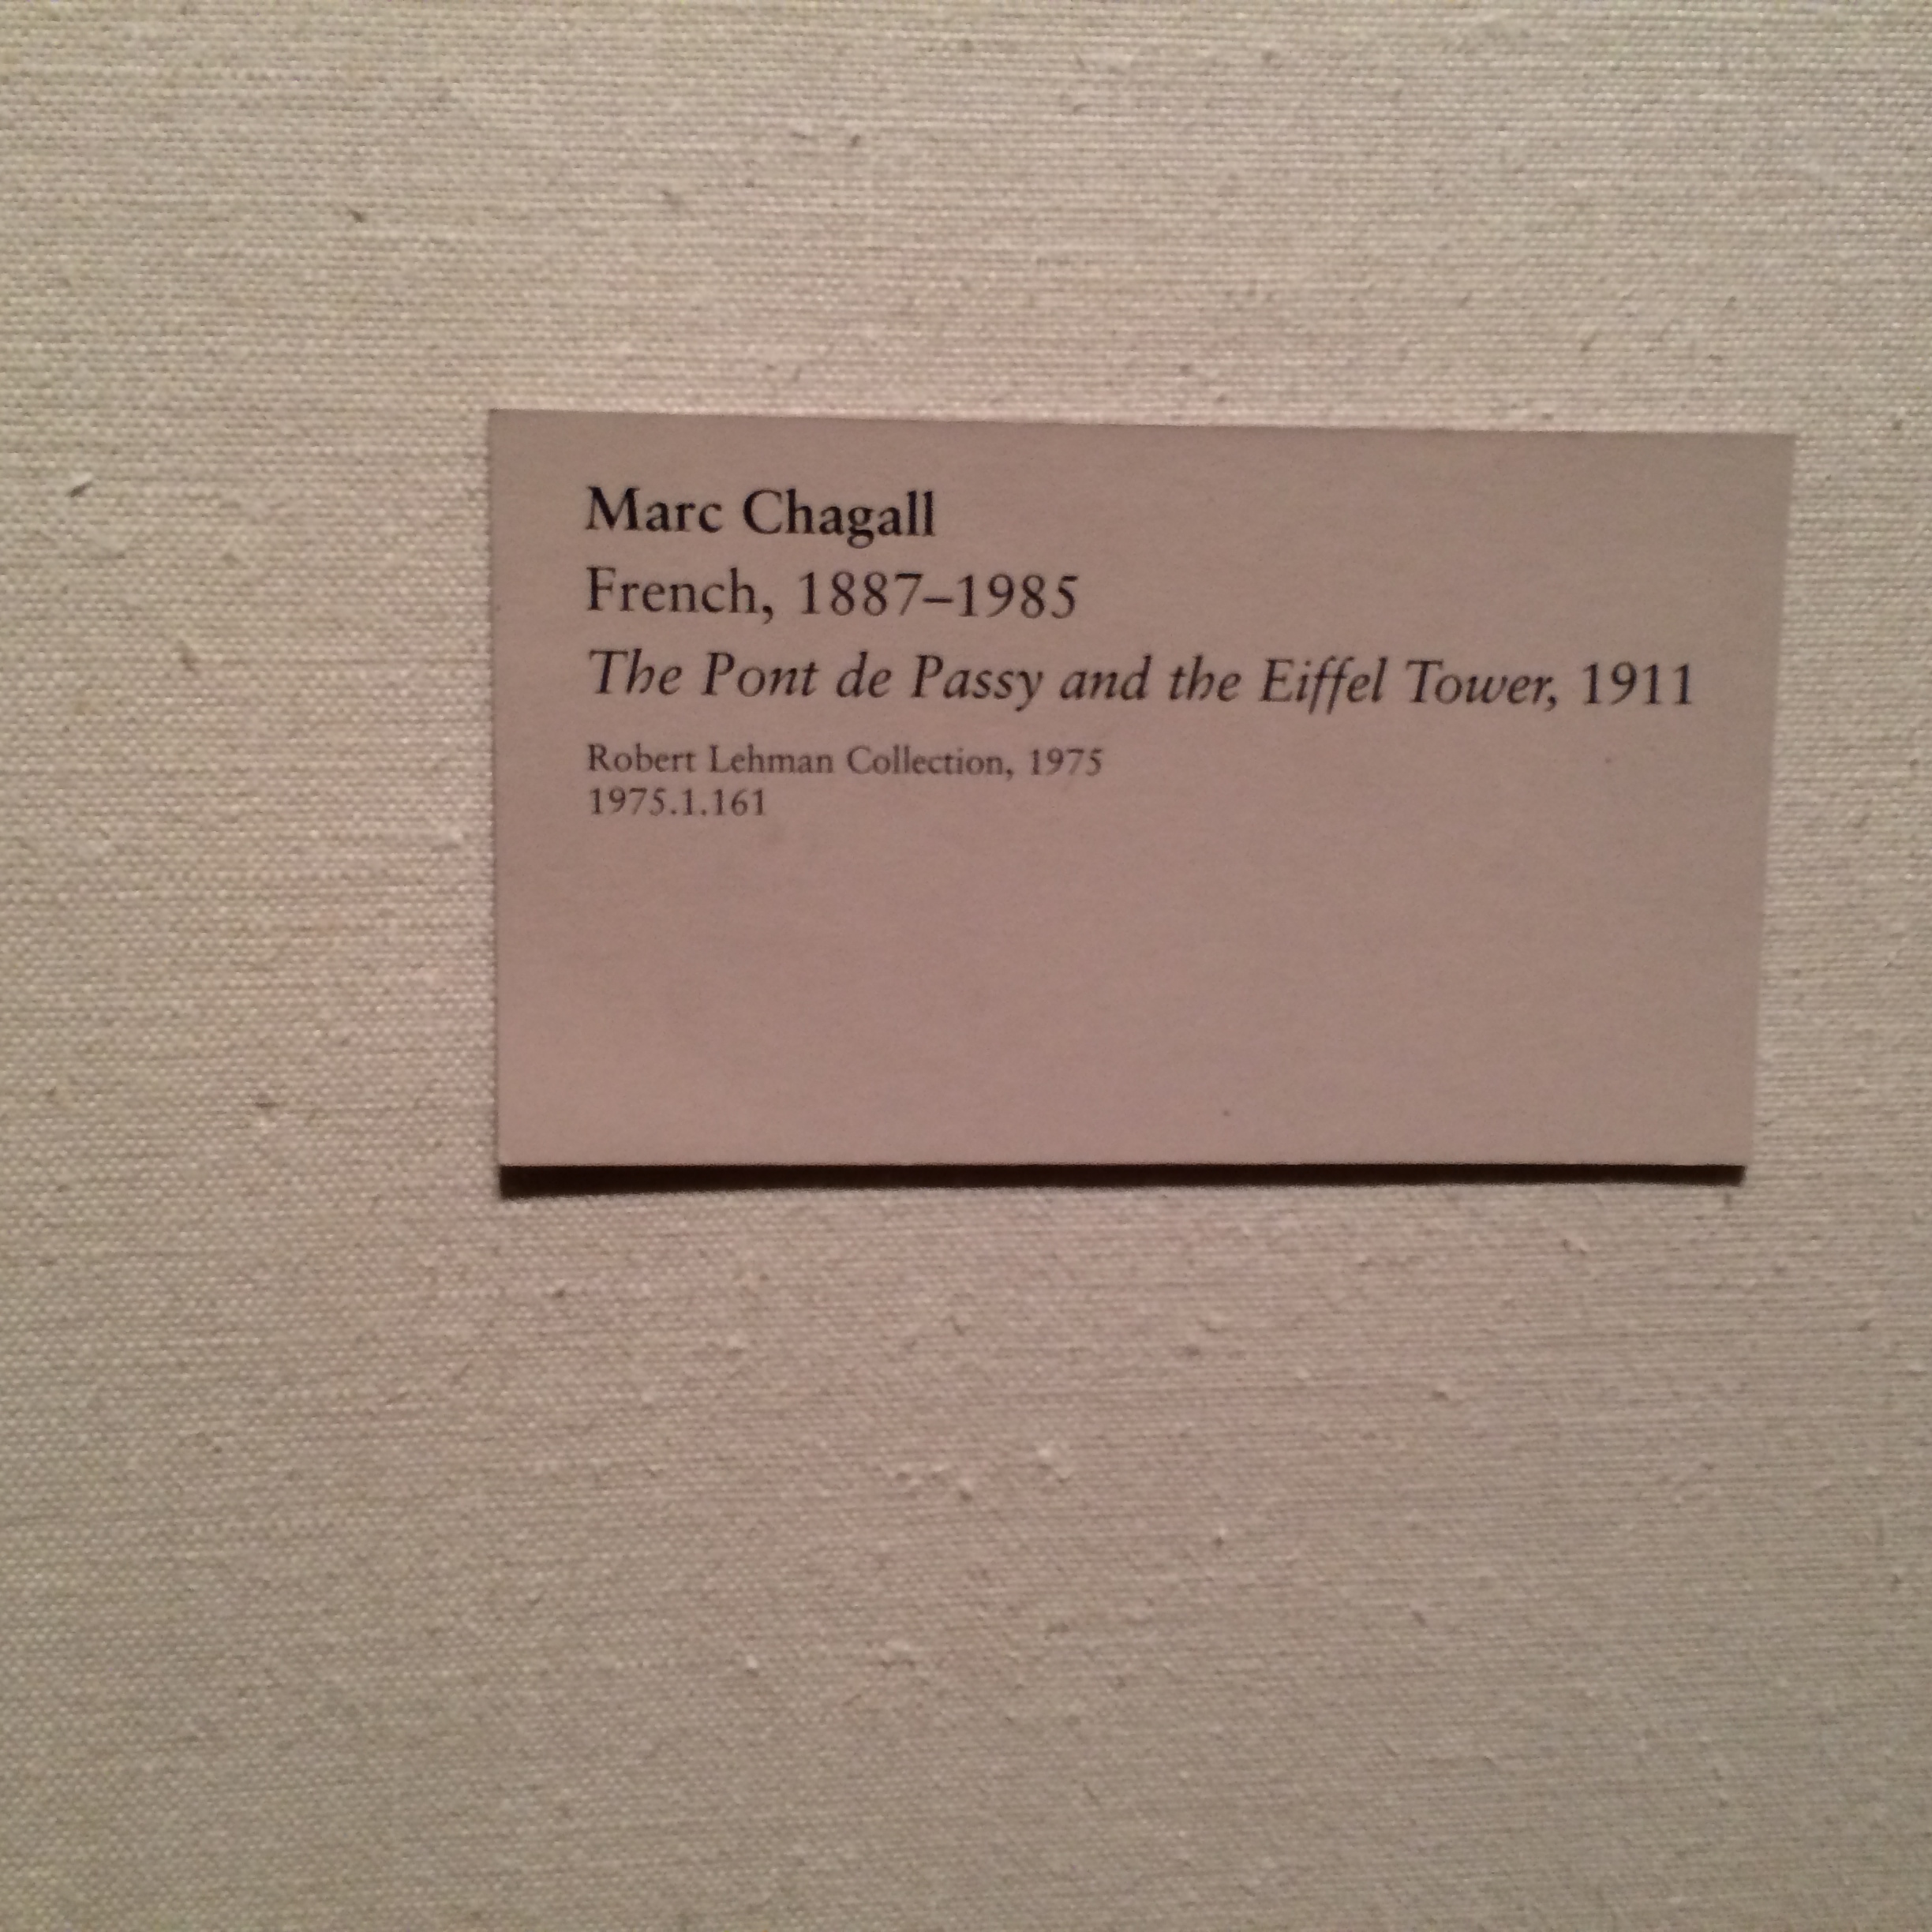 Marc Chagall
French, 1887–1985
The Pont de Passy and the Eiffel Tower, 1911
Robert Lehman Collection, 1975
1975.1.161